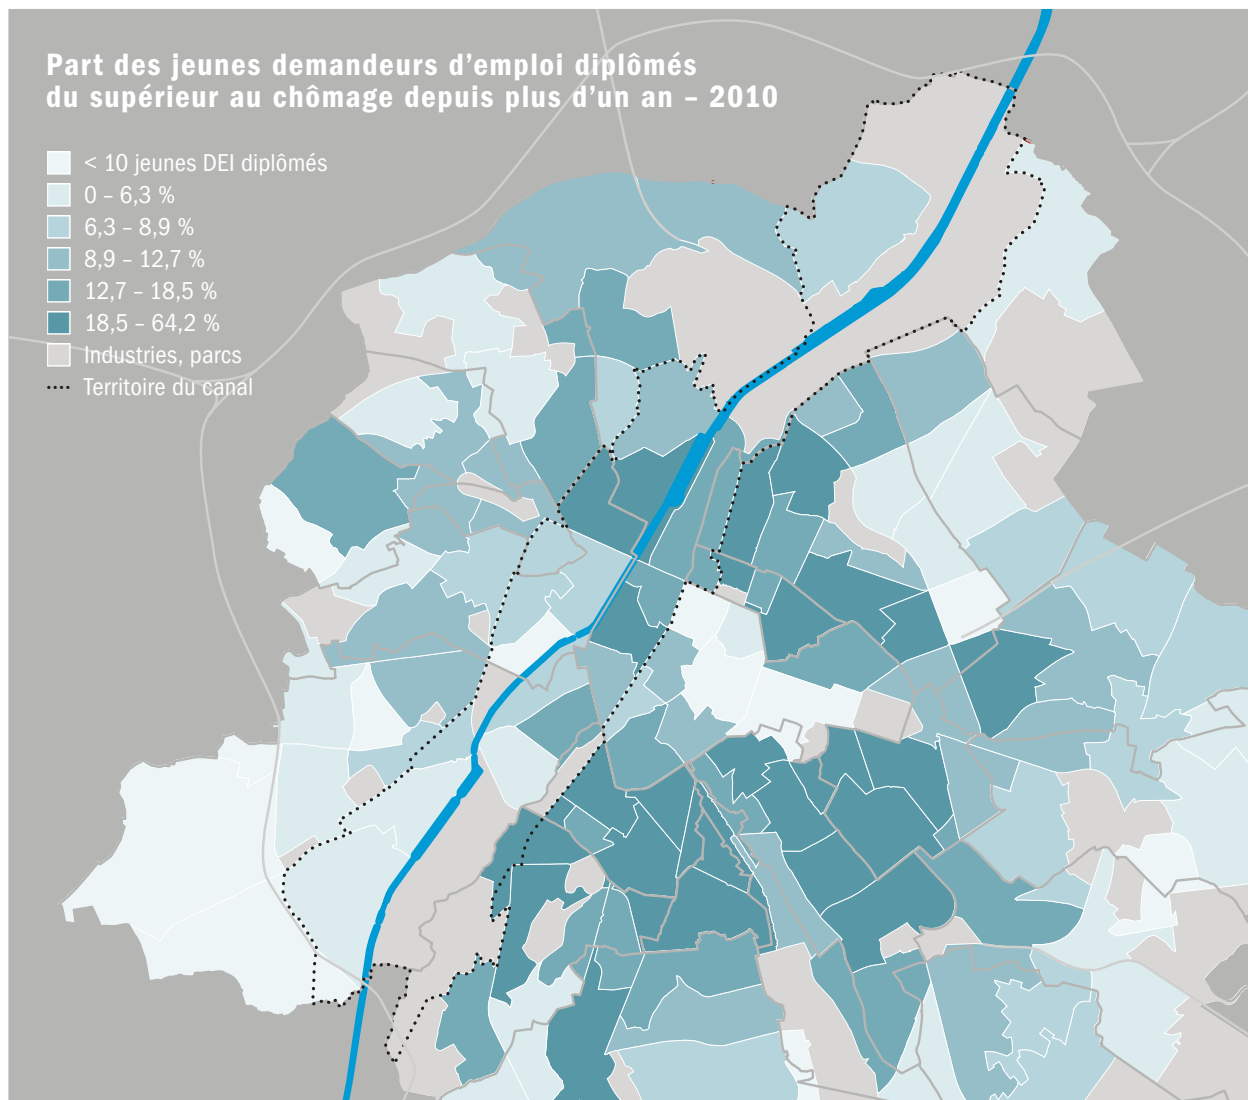 Part des jeunes demandeurs d’emploi diplômés
du supérieur au chômage depuis plus d’un an – 2010
< 10 jeunes DEI diplômés
0 – 6,3 %
6,3 – 8,9 %
8,9 – 12,7 %
12,7 – 18,5 %
18,5 – 64,2 %
Industries, parcs
Territoire du canal